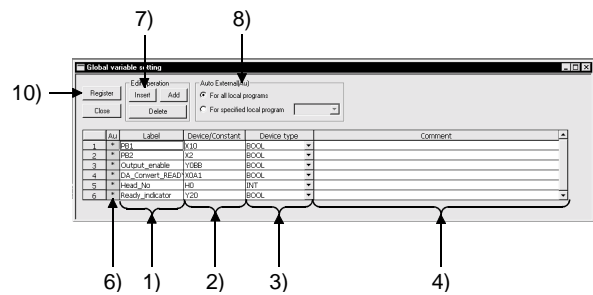 7)
8)
Global variable setting
10)
Register
Close
Edit operation
Insert
Add
Delete
Auto External(Au)
For all local programs
For specified local program
Au Label Device/Constant Device type Comment
1 * PB1 X10 BOOL
2 * PB2 X2 BOOL
3 * Output_enable Y0BB BOOL
4 * DA_Convert_READY X0A1 BOOL
5 * Head_No H0 INT
6 * Ready_indicator Y20 BOOL
6) 1) 2) 3) 4)